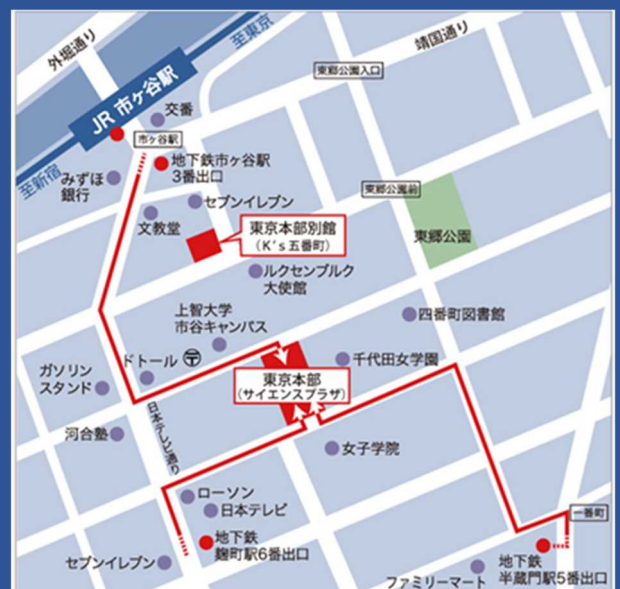 外堀通り
至東京
靖国通り
東郷公園入口
JR 市ヶ谷駅
交番
市ヶ谷駅
至新宿
みずほ
銀行
地下鉄市ヶ谷駅
3番出口
セブンイレブン
文教堂
東郷公園前
東郷公園
東京本部別館
(K's五番町)
ルクセンブルク
大使館
上智大学
市谷キャンパス
四番町図書館
ドトール
〒
千代田女学園
ガソリン
スタンド
東京本部
(サイエンスプラザ)
日本テレビ通り
河合塾
女子学院
ローソン
日本テレビ
地下鉄
麹町駅6番出口
セブンイレブン
一番町
地下鉄
半蔵門駅5番出口
ファミリーマート